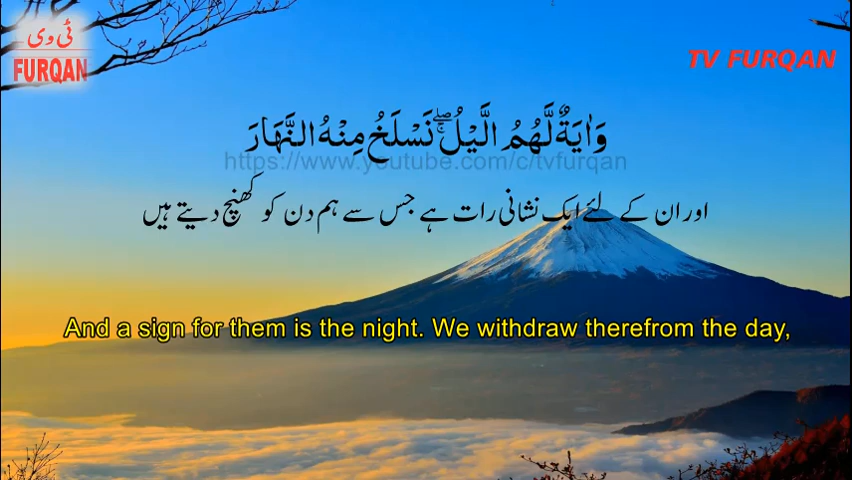 ٹی وی
FURQAN
TV FURQAN
وَاٰيَةٌ لَّهُمُ الَّيْلُ ۖۚ نَسْلَخُ مِنْهُ النَّهَارَ
https://www.youtube.com/c/tvfurqan
اور ان کے لئے ایک نشانی رات ہے جس سے ہم دن کو کھینچ دیتے ہیں
And a sign for them is the night. We withdraw therefrom the day,